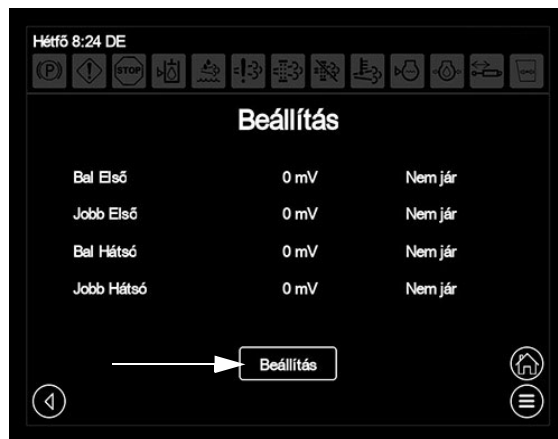 Hétfő 8:24 DE
(P) STOP
Beállítás
Bal Első 0 mV Nem jár
Jobb Első 0 mV Nem jár
Bal Hátsó 0 mV Nem jár
Jobb Hátsó 0 mV Nem jár
Beállítás